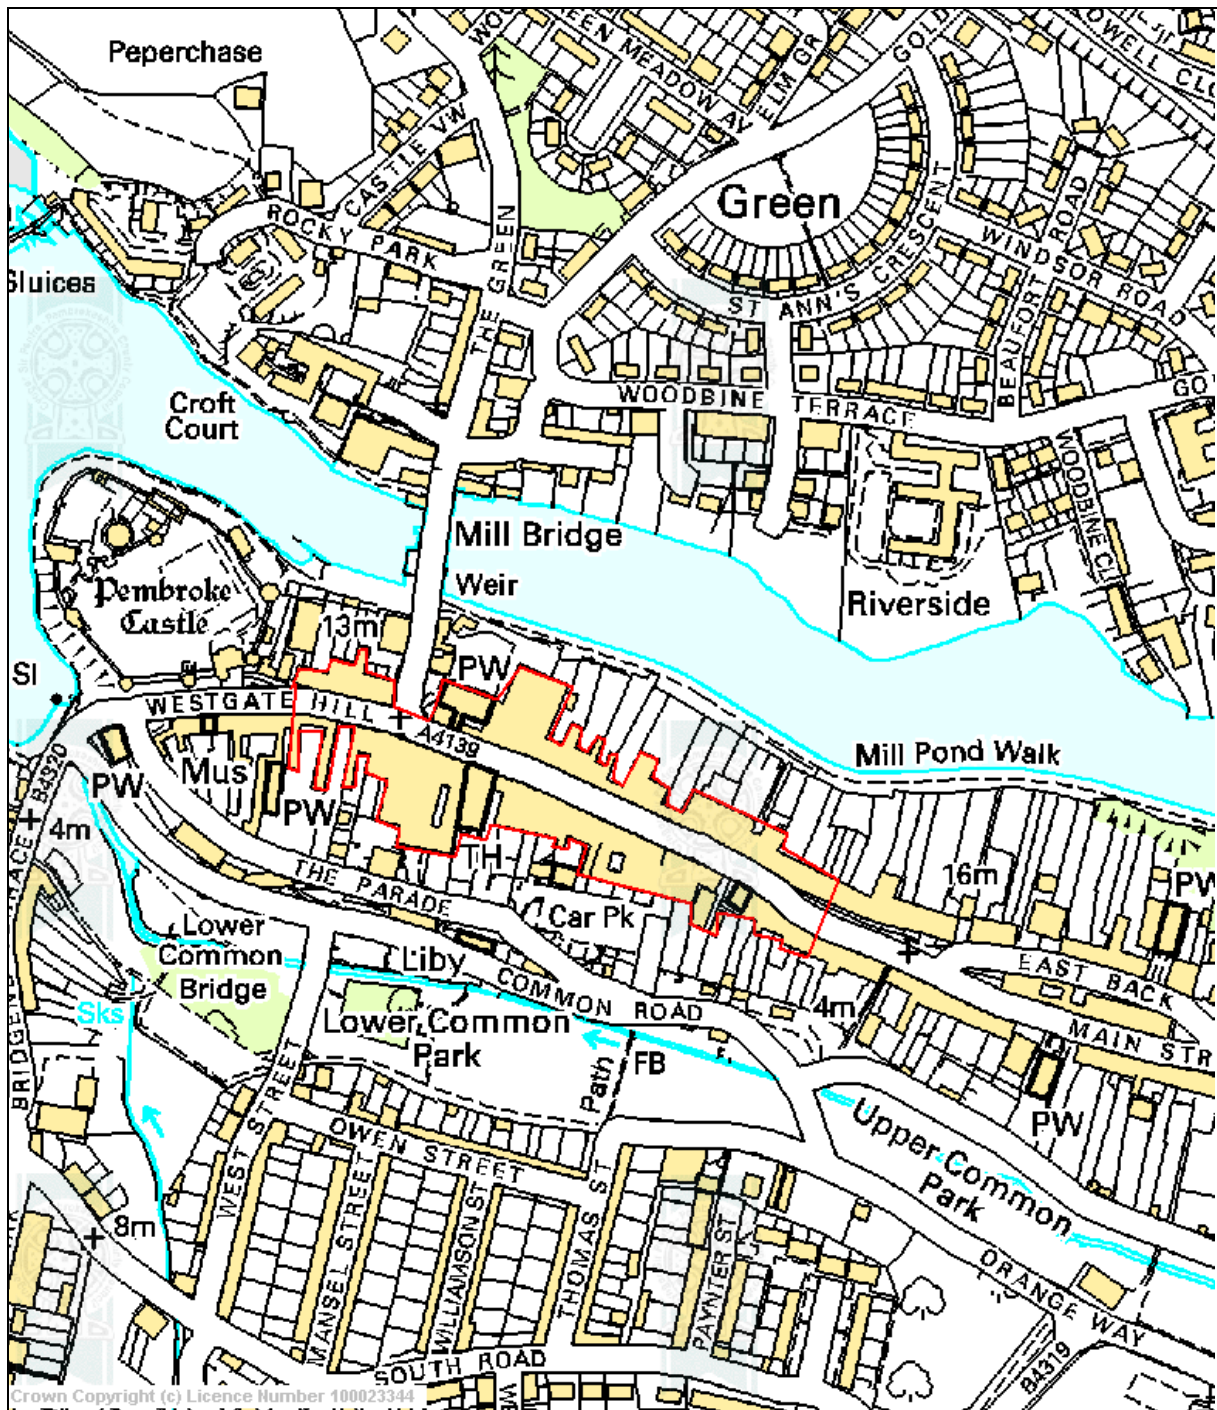 Peperchase
GREEN MEADOW AV
ELM GR
CASTLE VW
ROCKY PARK
THE GREEN
Green
ST ANN'S CRESCENT
WINDSOR ROAD
BEAUFORT ROAD
Sluices
Croft
Court
WOODBINE TERRACE
WOODBINE CL
Mill Bridge
Weir
Riverside
Pembroke
Castle
13m
PW
Sl
WESTGATE HILL
A4139
Mill Pond Walk
B4320
PW
Mus
PW
4m
TH
THE PARADE
Car Pk
16m
PW
Lower
Common
Bridge
Liby
COMMON ROAD
4m
EAST BACK
MAIN STR
Sks
Lower Common
Park
Path
FB
PW
Upper Common
Park
WEST STREET
OWEN STREET
MANSEL STREET
WILLIAMSON ST
THOMAS ST
PAYNTER ST
ORANGE WAY
8m
SOUTH ROAD
B4319
Crown Copyright (c) Licence Number 100023344